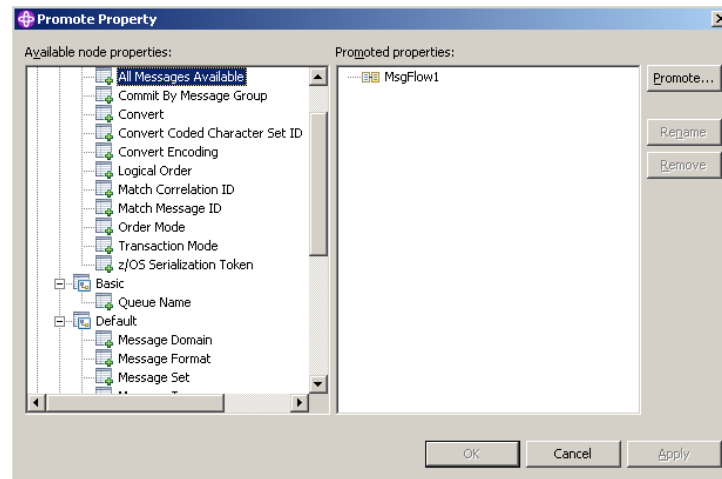 Promote Property
Available node properties:
All Messages Available
Commit By Message Group
Convert
Convert Coded Character Set ID
Convert Encoding
Logical Order
Match Correlation ID
Match Message ID
Order Mode
Transaction Mode
z/OS Serialization Token
Basic
Queue Name
Default
Message Domain
Message Format
Message Set
Promoted properties:
MsgFlow1
Promote...
Rename
Remove
OK
Cancel
Apply